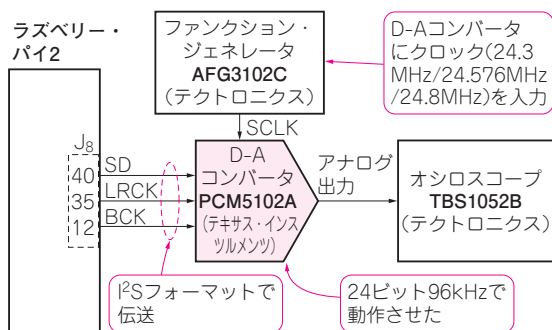 ラズベリー・
パイ2
J8
40
35
12
SD
LRCK
BCK
ファンクション・
ジェネレータ
AFG3102C
(テクトロニクス)
D-Aコンバータ
にクロック(24.3
MHz/24.576MHz
/24.8MHz)を入力
SCLK
D-A
コンバータ
PCM5102A
(テキサス・インス
ツルメンツ)
アナログ
出力
オシロスコープ
TBS1052B
(テクトロニクス)
I²Sフォーマットで
伝送
24ビット96kHzで
動作させた